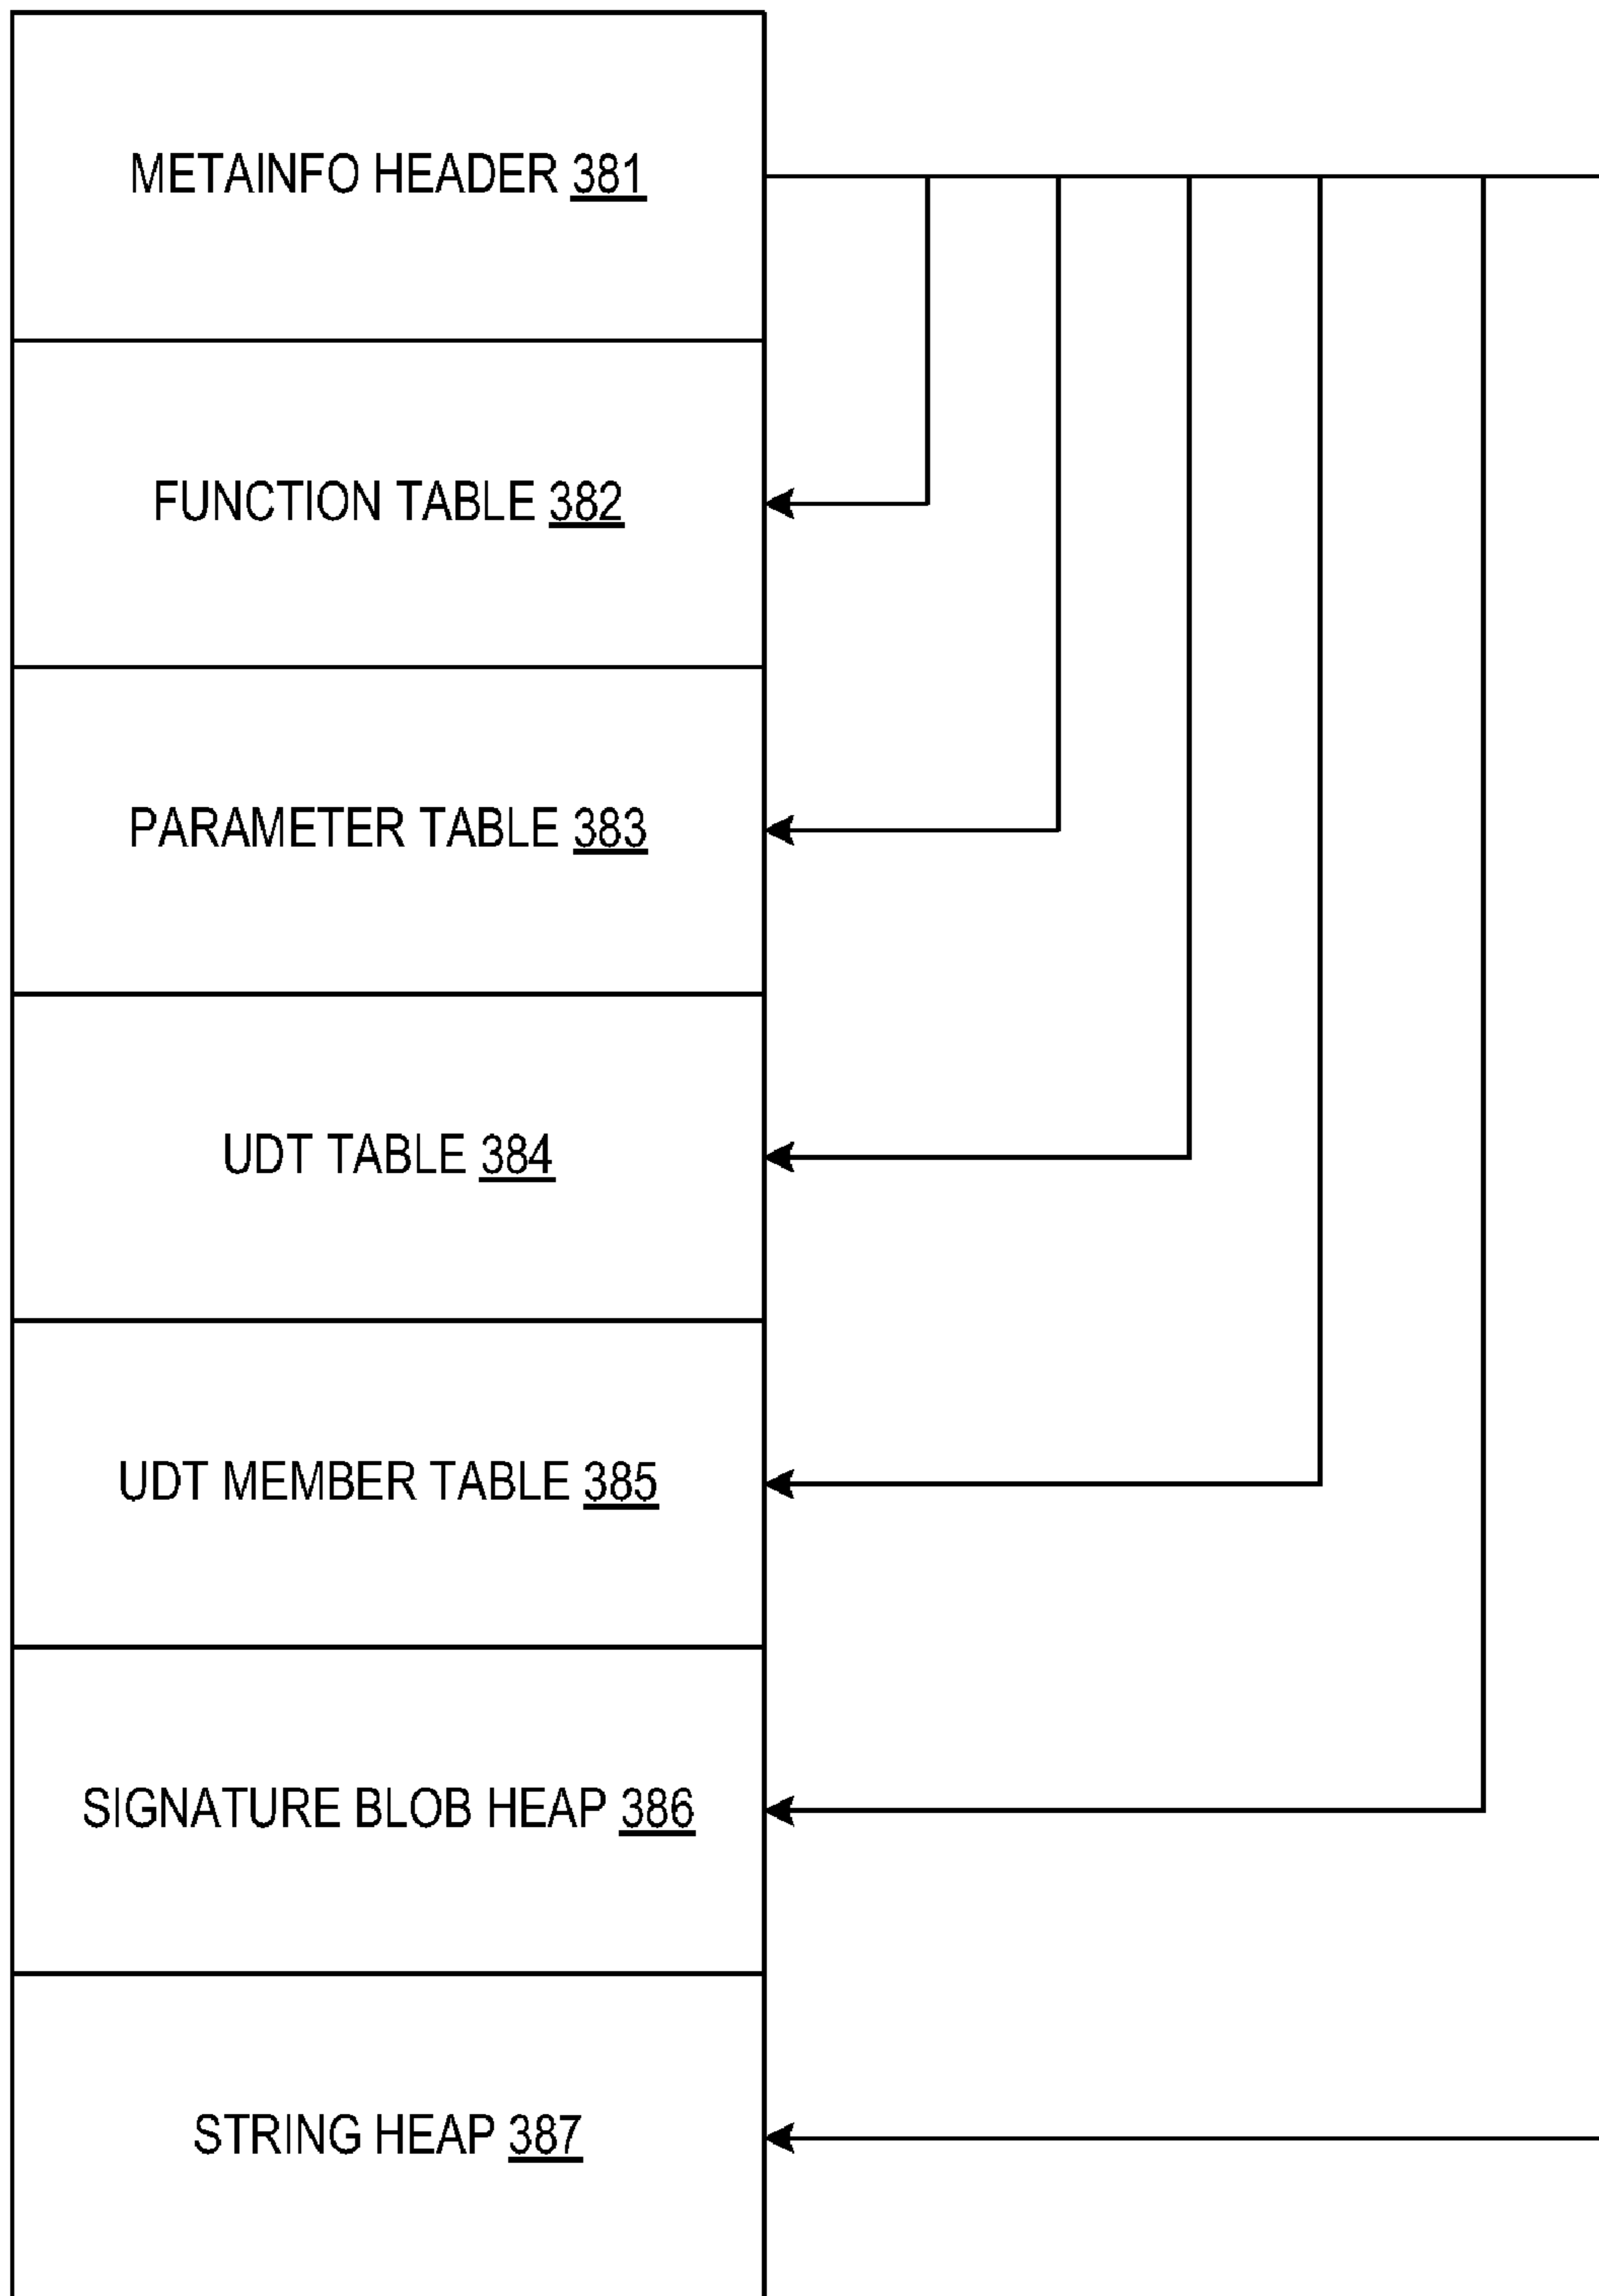 METAINFO HEADER 381
FUNCTION TABLE 382
PARAMETER TABLE 383
UDT TABLE 384
UDT MEMBER TABLE 385
SIGNATURE BLOB HEAP 386
STRING HEAP 387